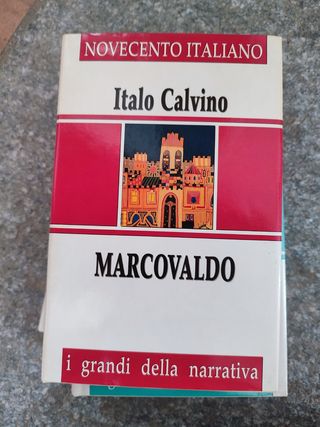 NOVECENTO ITALIANO
Italo Calvino
MARCOVALDO
i grandi della narrativa